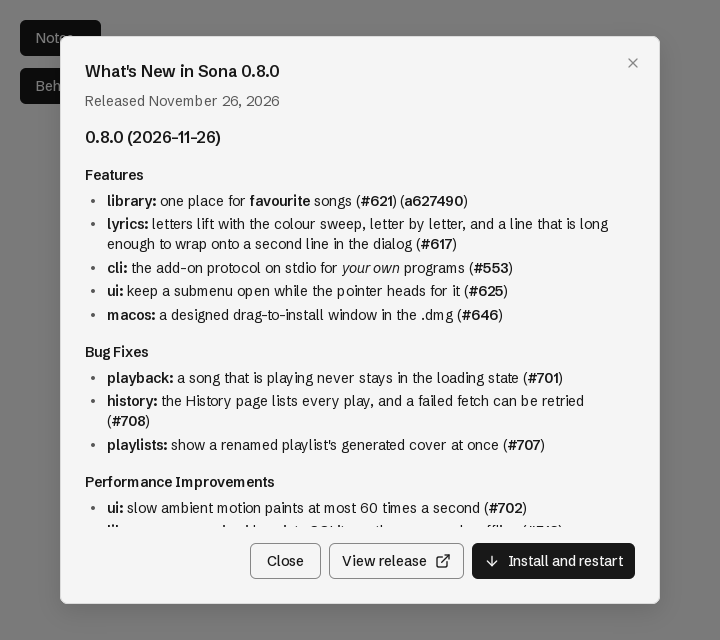 Note
Beh
What's New in Sona 0.8.0
Released November 26, 2026
0.8.0 (2026-11-26)
Features
• library: one place for favourite songs (#621) (a627490)
• lyrics: letters lift with the colour sweep, letter by letter, and a line that is long
enough to wrap onto a second line in the dialog (#617)
• cli: the add-on protocol on stdio for your own programs (#553)
• ui: keep a submenu open while the pointer heads for it (#625)
• macos: a designed drag-to-install window in the .dmg (#646)
Bug Fixes
• playback: a song that is playing never stays in the loading state (#701)
• history: the History page lists every play, and a failed fetch can be retried
(#708)
• playlists: show a renamed playlist's generated cover at once (#707)
Performance Improvements
• ui: slow ambient motion paints at most 60 times a second (#702)
Close
View release
Install and restart